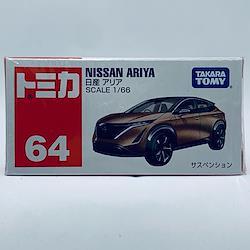 トミカ
64
NISSAN ARIYA
日産 アリア
SCALE 1/66
TAKARA
TOMY
サスペンション